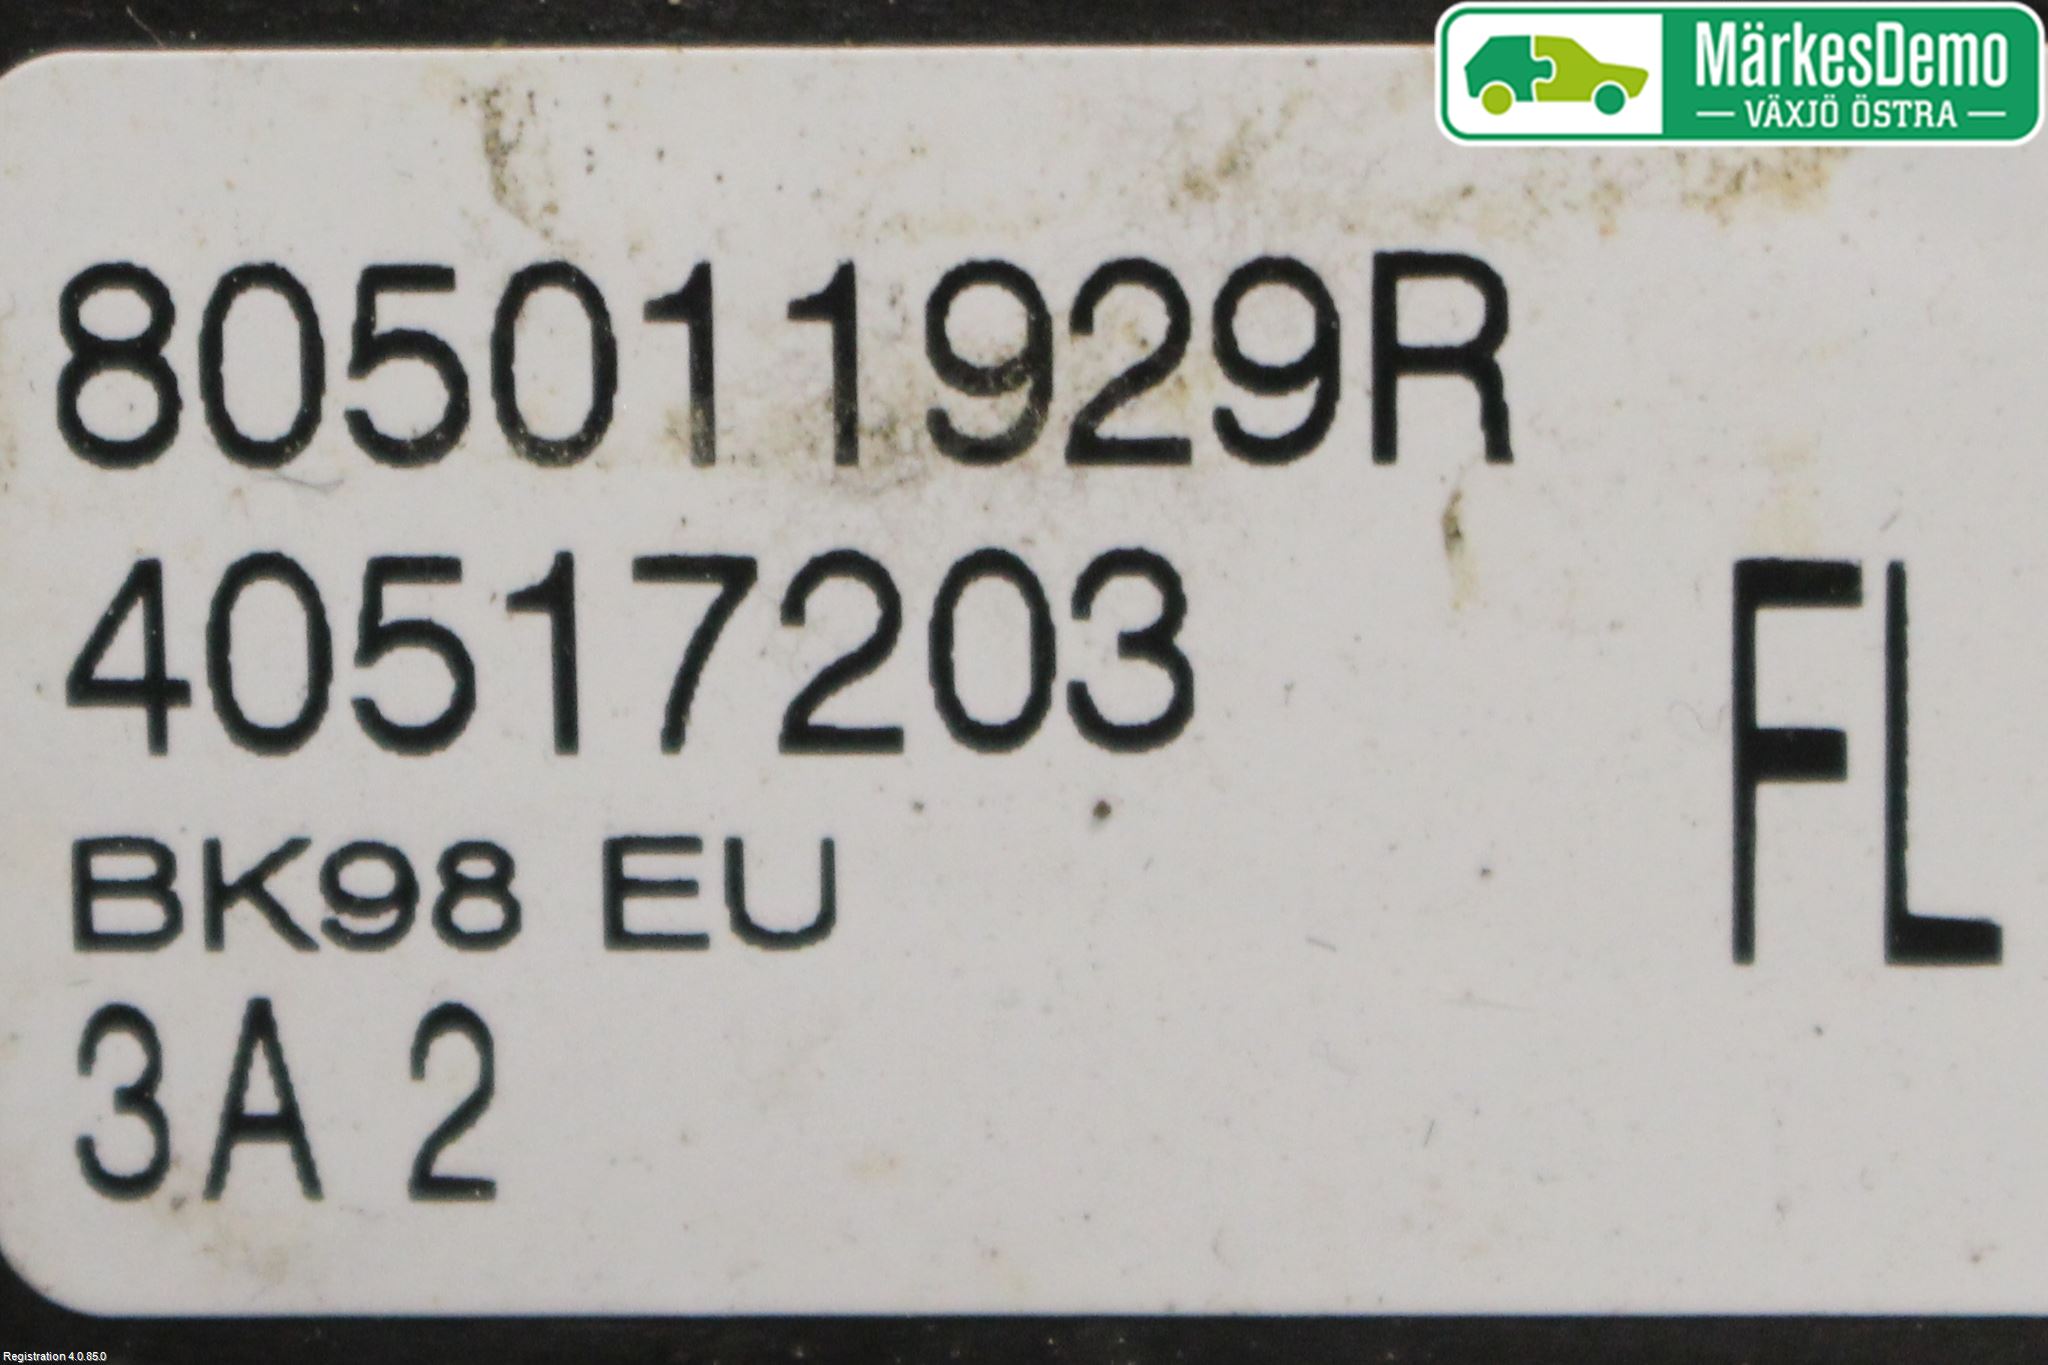 MärkesDemo
— VÄXJÖ ÖSTRA —
805011929R
40517203
FL
BK98 EU
3A 2
Registration 4.0.85.0